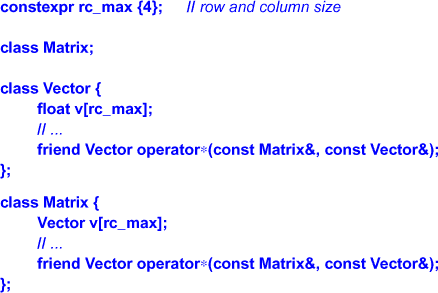 constexpr rc_max {4}; // row and column size
class Matrix;
class Vector {
float v[rc_max];
// ...
friend Vector operator*(const Matrix&, const Vector&);
};
class Matrix {
Vector v[rc_max];
// ...
friend Vector operator*(const Matrix&, const Vector&);
};